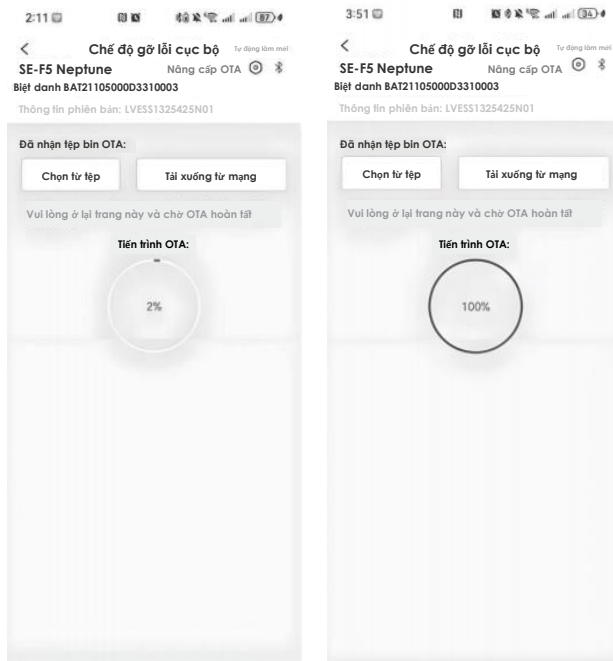 2:11 87
Chế độ gỡ lỗi cục bộ Tự động làm mới
SE-F5 Neptune Nâng cấp OTA
Biệt danh BAT21105000D3310003
Thông tin phiên bản: LVESS1325425N01
Đã nhận tệp bin OTA:
Chọn từ tệp Tải xuống từ mạng
Vui lòng ở lại trang này và chờ OTA hoàn tất
Tiến trình OTA:
2%
3:51 34
Chế độ gỡ lỗi cục bộ Tự động làm mới
SE-F5 Neptune Nâng cấp OTA
Biệt danh BAT21105000D3310003
Thông tin phiên bản: LVESS1325425N01
Đã nhận tệp bin OTA:
Chọn từ tệp Tải xuống từ mạng
Vui lòng ở lại trang này và chờ OTA hoàn tất
Tiến trình OTA:
100%